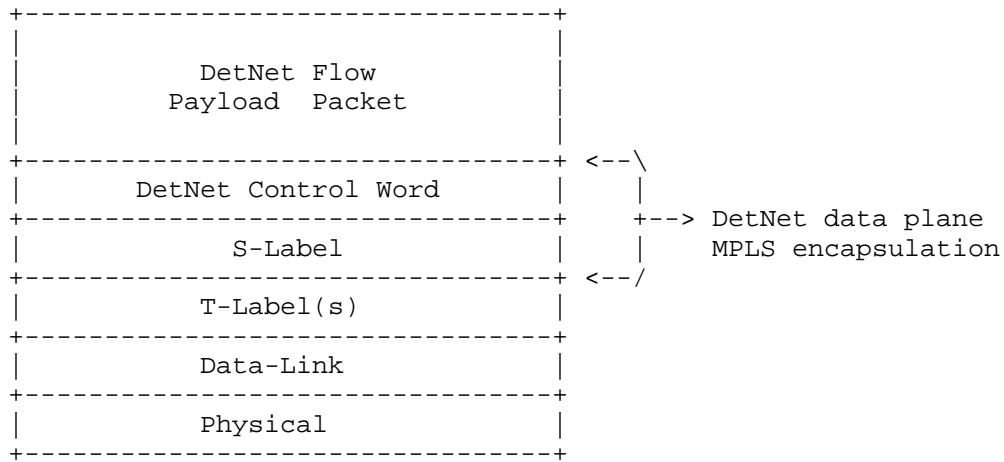 DetNet Flow
Payload  Packet
<--\
DetNet Control Word
+--> DetNet data plane
S-Label
MPLS encapsulation
<--/
T-Label(s)
Data-Link
Physical